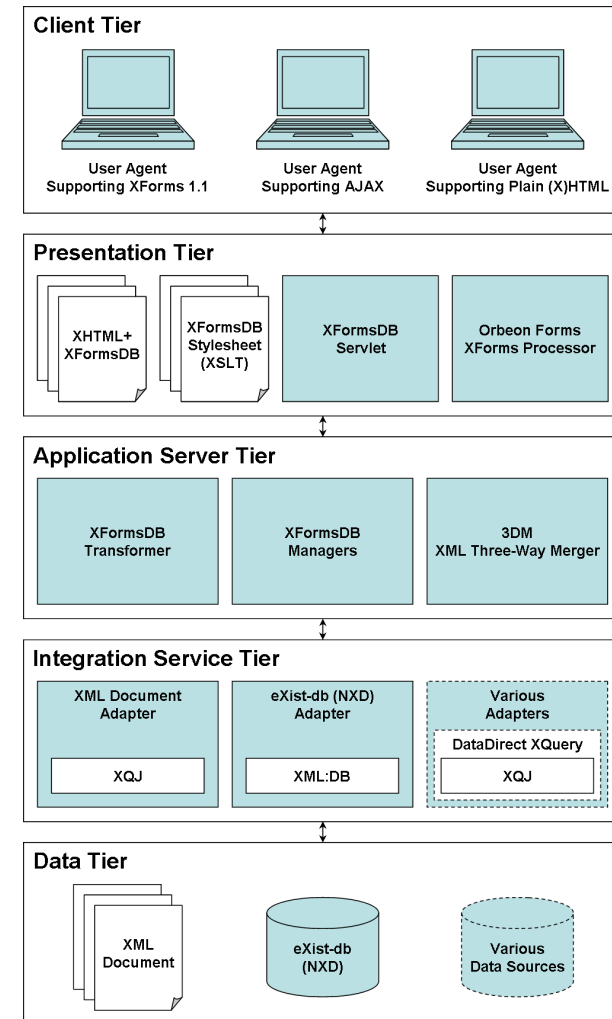 Client Tier
User Agent
Supporting XForms 1.1
User Agent
Supporting AJAX
User Agent
Supporting Plain (X)HTML
Presentation Tier
XHTML+
XFormsDB
XFormsDB
Stylesheet
(XSLT)
XFormsDB
Servlet
Orbeon Forms
XForms Processor
Application Server Tier
XFormsDB
Transformer
XFormsDB
Managers
3DM
XML Three-Way Merger
Integration Service Tier
XML Document
Adapter
XQJ
eXist-db (NXD)
Adapter
XML:DB
Various
Adapters
DataDirect XQuery
XQJ
Data Tier
XML
Document
eXist-db
(NXD)
Various
Data Sources